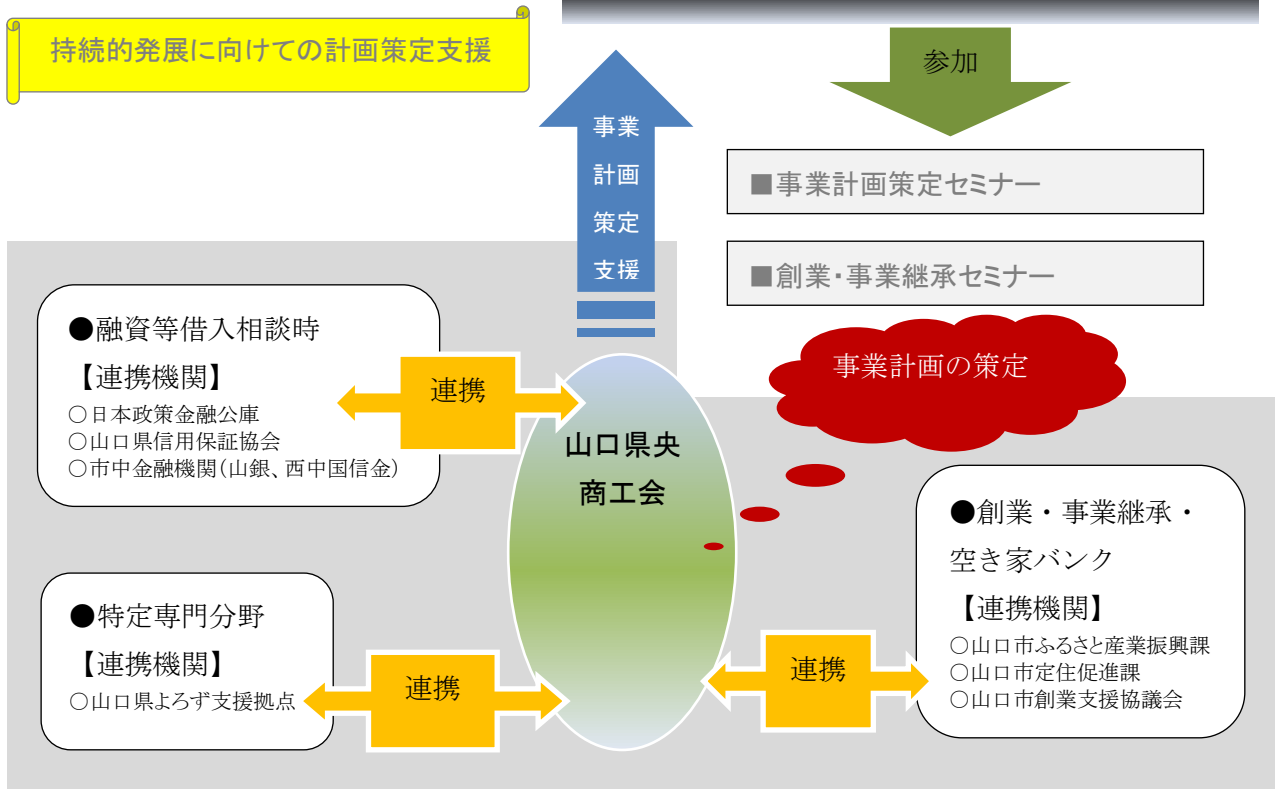 持続的発展に向けての計画策定支援
参加
事業
計画
策定
支援
■事業計画策定セミナー
■創業・事業継承セミナー
事業計画の策定
●融資等借入相談時
【連携機関】
○日本政策金融公庫
○山口県信用保証協会
○市中金融機関(山銀、西中国信金)
連携
山口県央
商工会
●特定専門分野
【連携機関】
○山口県よろず支援拠点
連携
連携
●創業・事業継承・
空き家バンク
【連携機関】
○山口市ふるさと産業振興課
○山口市定住促進課
○山口市創業支援協議会